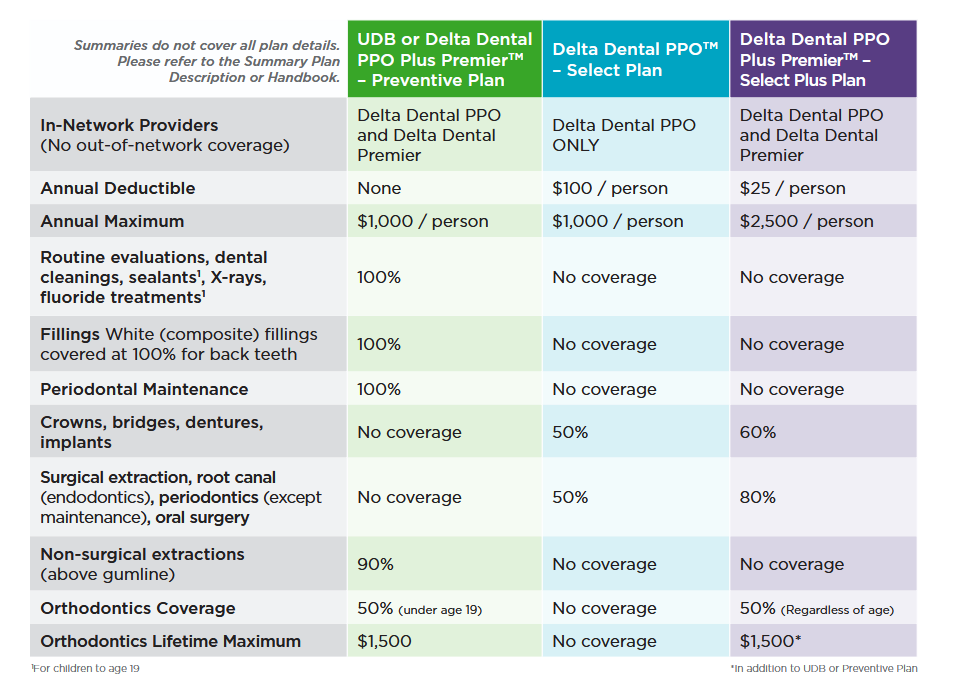 Summaries do not cover all plan details.
Please refer to the Summary Plan
Description or Handbook.
UDB or Delta Dental
PPO Plus Premier™
– Preventive Plan
Delta Dental PPO™
– Select Plan
Delta Dental PPO
Plus Premier™ –
Select Plus Plan
In-Network Providers
(No out-of-network coverage)
Delta Dental PPO
and Delta Dental
Premier
Delta Dental PPO
ONLY
Delta Dental PPO
and Delta Dental
Premier
Annual Deductible
None
$100 / person
$25 / person
Annual Maximum
$1,000 / person
$1,000 / person
$2,500 / person
Routine evaluations, dental
cleanings, sealants¹, X-rays,
fluoride treatments¹
100%
No coverage
No coverage
Fillings White (composite) fillings
covered at 100% for back teeth
100%
No coverage
No coverage
Periodontal Maintenance
100%
No coverage
No coverage
Crowns, bridges, dentures,
implants
No coverage
50%
60%
Surgical extraction, root canal
(endodontics), periodontics (except
maintenance), oral surgery
No coverage
50%
80%
Non-surgical extractions
(above gumline)
90%
No coverage
No coverage
Orthodontics Coverage
50% (under age 19)
No coverage
50% (Regardless of age)
Orthodontics Lifetime Maximum
$1,500
No coverage
$1,500*
¹For children to age 19
*In addition to UDB or Preventive Plan